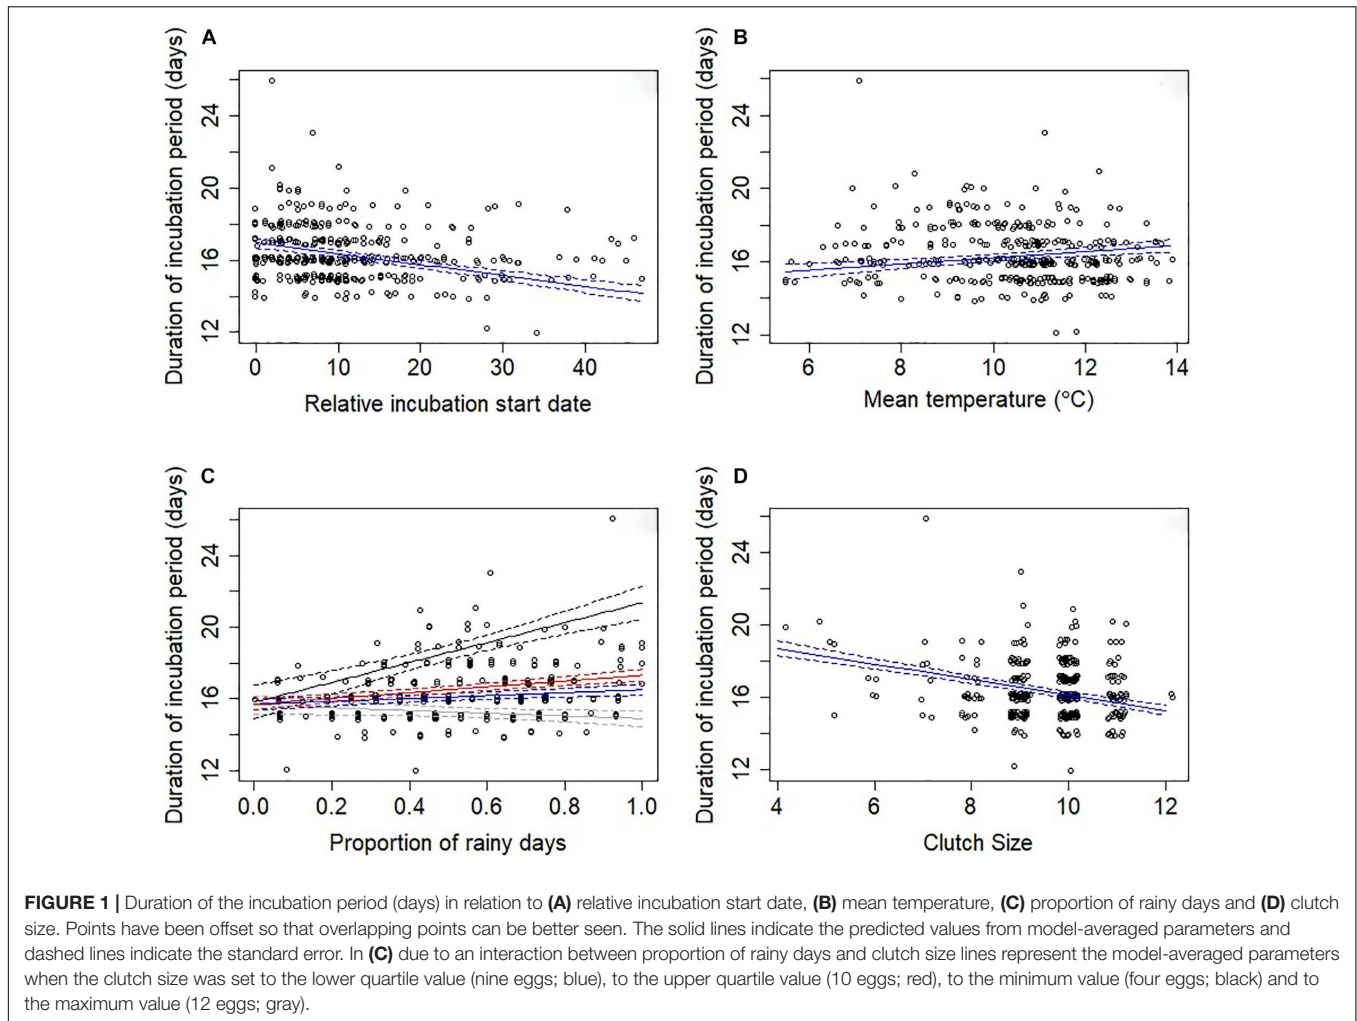 A
B
Duration of incubation period (days)
24
20
16
12
0
10
20
30
40
Relative incubation start date
Duration of incubation period (days)
24
20
16
12
6
8
10
12
14
Mean temperature (°C)
C
D
Duration of incubation period (days)
24
20
16
12
0.0
0.2
0.4
0.6
0.8
1.0
Proportion of rainy days
Duration of incubation period (days)
24
20
16
12
4
6
8
10
12
Clutch Size
FIGURE 1 | Duration of the incubation period (days) in relation to (A) relative incubation start date, (B) mean temperature, (C) proportion of rainy days and (D) clutch
size. Points have been offset so that overlapping points can be better seen. The solid lines indicate the predicted values from model-averaged parameters and
dashed lines indicate the standard error. In (C) due to an interaction between proportion of rainy days and clutch size lines represent the model-averaged parameters
when the clutch size was set to the lower quartile value (nine eggs; blue), to the upper quartile value (10 eggs; red), to the minimum value (four eggs; black) and to
the maximum value (12 eggs; gray).